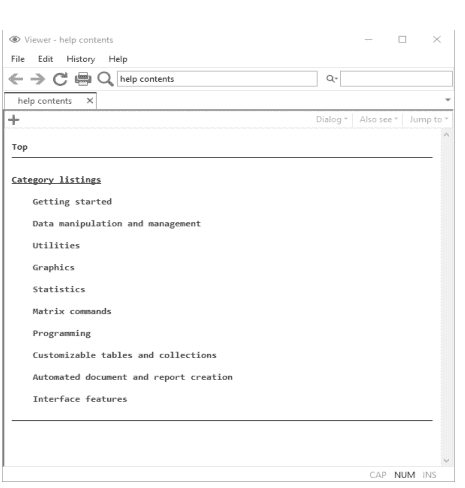 Viewer - help contents
File Edit History Help
help contents
help contents
Dialog Also see Jump to
Top
Category listings
Getting started
Data manipulation and management
Utilities
Graphics
Statistics
Matrix commands
Programming
Customizable tables and collections
Automated document and report creation
Interface features
CAP NUM INS